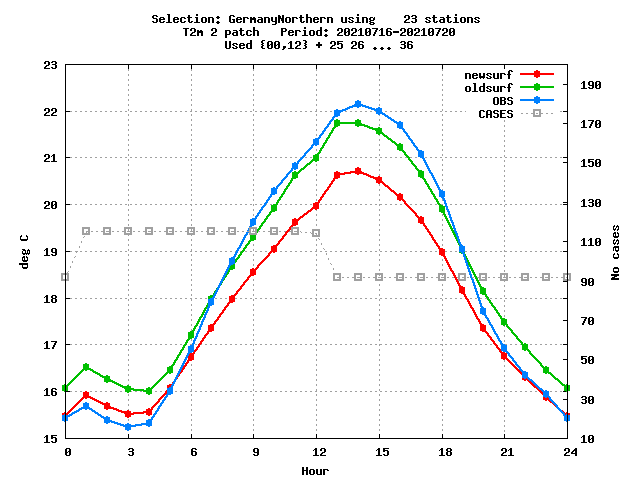 Selection: GermanyNorthern using    23 stations
T2m 2 patch   Period: 20210716-20210720
Used {00,12} + 25 26 ... 36
newsurf
oldsurf
OBS
CASES
deg C
23
22
21
20
19
18
17
16
15
No cases
190
170
150
130
110
90
70
50
30
10
0 3 6 9 12 15 18 21 24
Hour